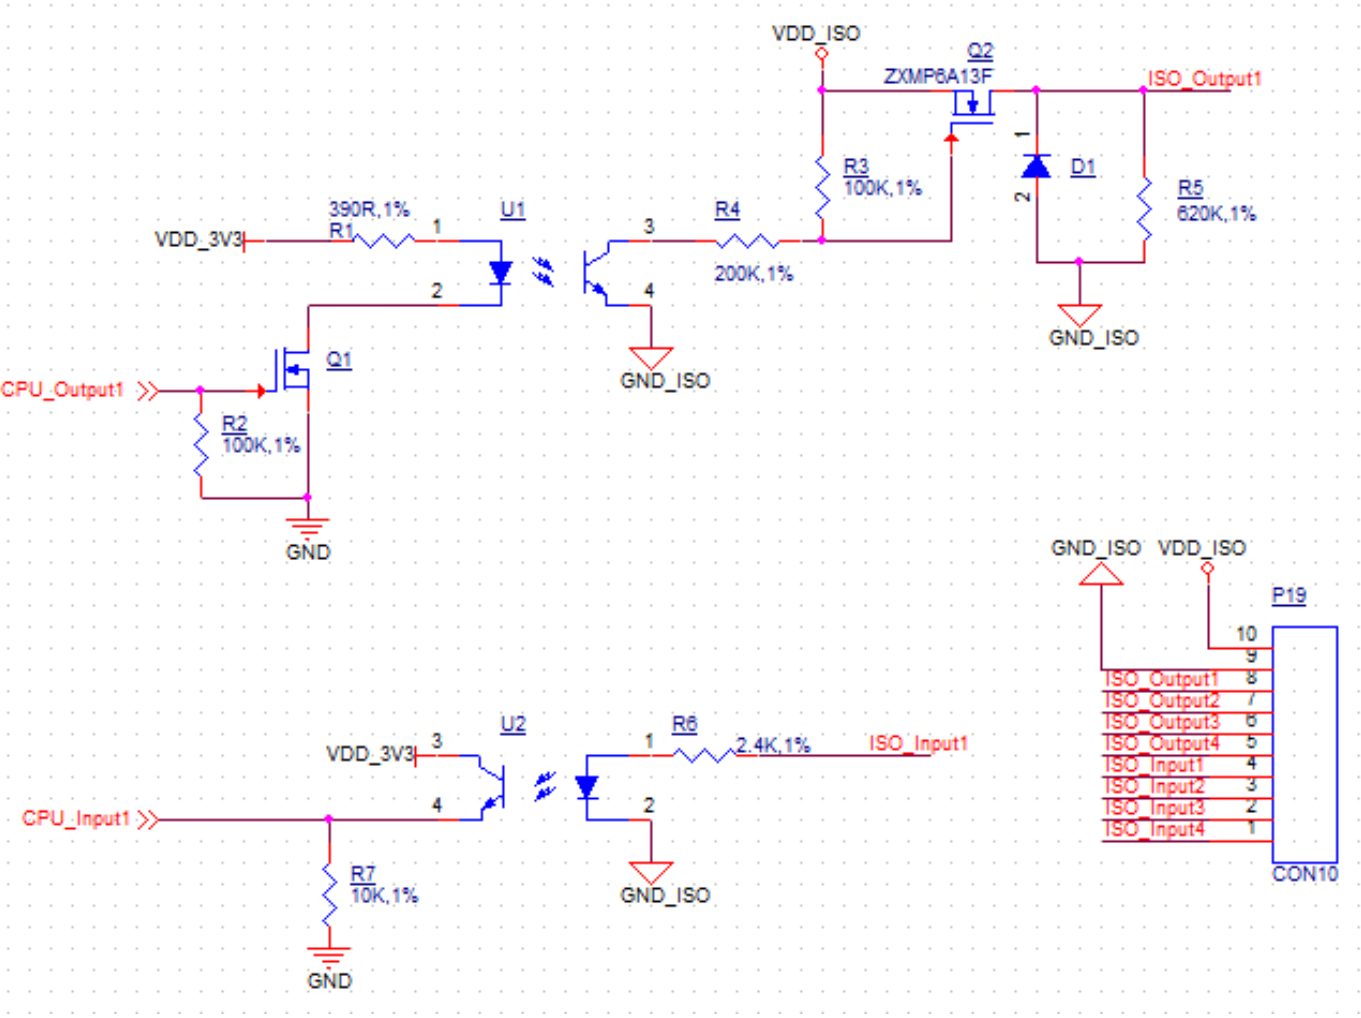 VDD_ISO
Q2
ZXMP6A13F
ISO_Output1
1
R3
100K,1%
D1
2
R5
620K,1%
390R,1%
R1
U1
1
3
R4
VDD_3V3
200K,1%
2
4
GND_ISO
GND_ISO
Q1
CPU_Output1
R2
100K,1%
GND
GND_ISO
VDD_ISO
P19
10
9
ISO_Output1
8
ISO_Output2
7
ISO_Output3
6
ISO_Output4
5
ISO_Input1
4
ISO_Input2
3
ISO_Input3
2
ISO_Input4
1
CON10
U2
R6
VDD_3V3
3
1
2.4K,1%
ISO_Input1
CPU_Input1
4
2
R7
10K,1%
GND_ISO
GND